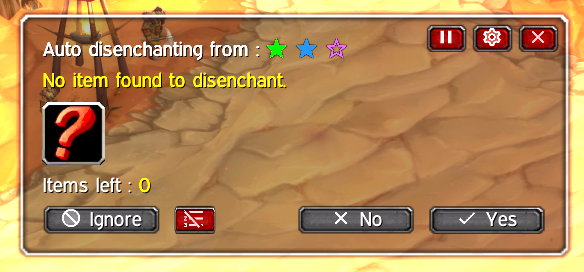 Auto disenchanting from :
No item found to disenchant.
Items left : 0
Ignore
No
Yes